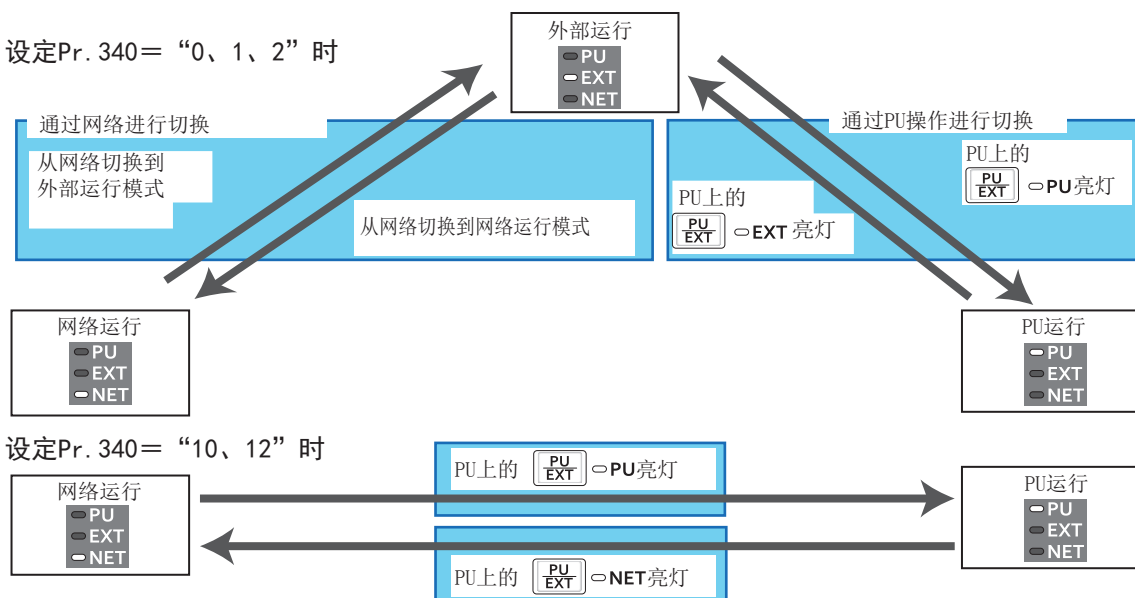 设定Pr.340＝“0、1、2”时
外部运行
PU
EXT
NET
通过网络进行切换
从网络切换到
外部运行模式
从网络切换到网络运行模式
通过PU操作进行切换
PU上的
PU
EXT
PU亮灯
PU上的
PU
EXT
EXT 亮灯
网络运行
PU
EXT
NET
PU运行
PU
EXT
NET
设定Pr.340＝“10、12”时
网络运行
PU
EXT
NET
PU上的 PU EXT PU亮灯
PU上的 PU EXT NET亮灯
PU运行
PU
EXT
NET